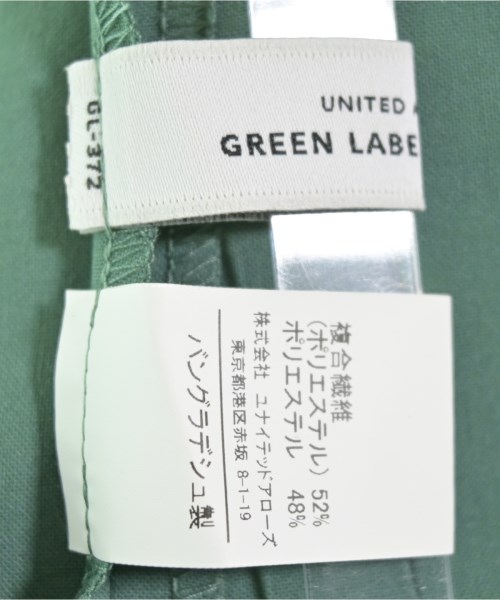 GL-372
UNITED A
GREEN LABE
複合繊維
(ポリエステル) 52%
ポリエステル 48%
株式会社 ユナイテッドアローズ
東京都港区赤坂 8-1-19
バングラデシュ製